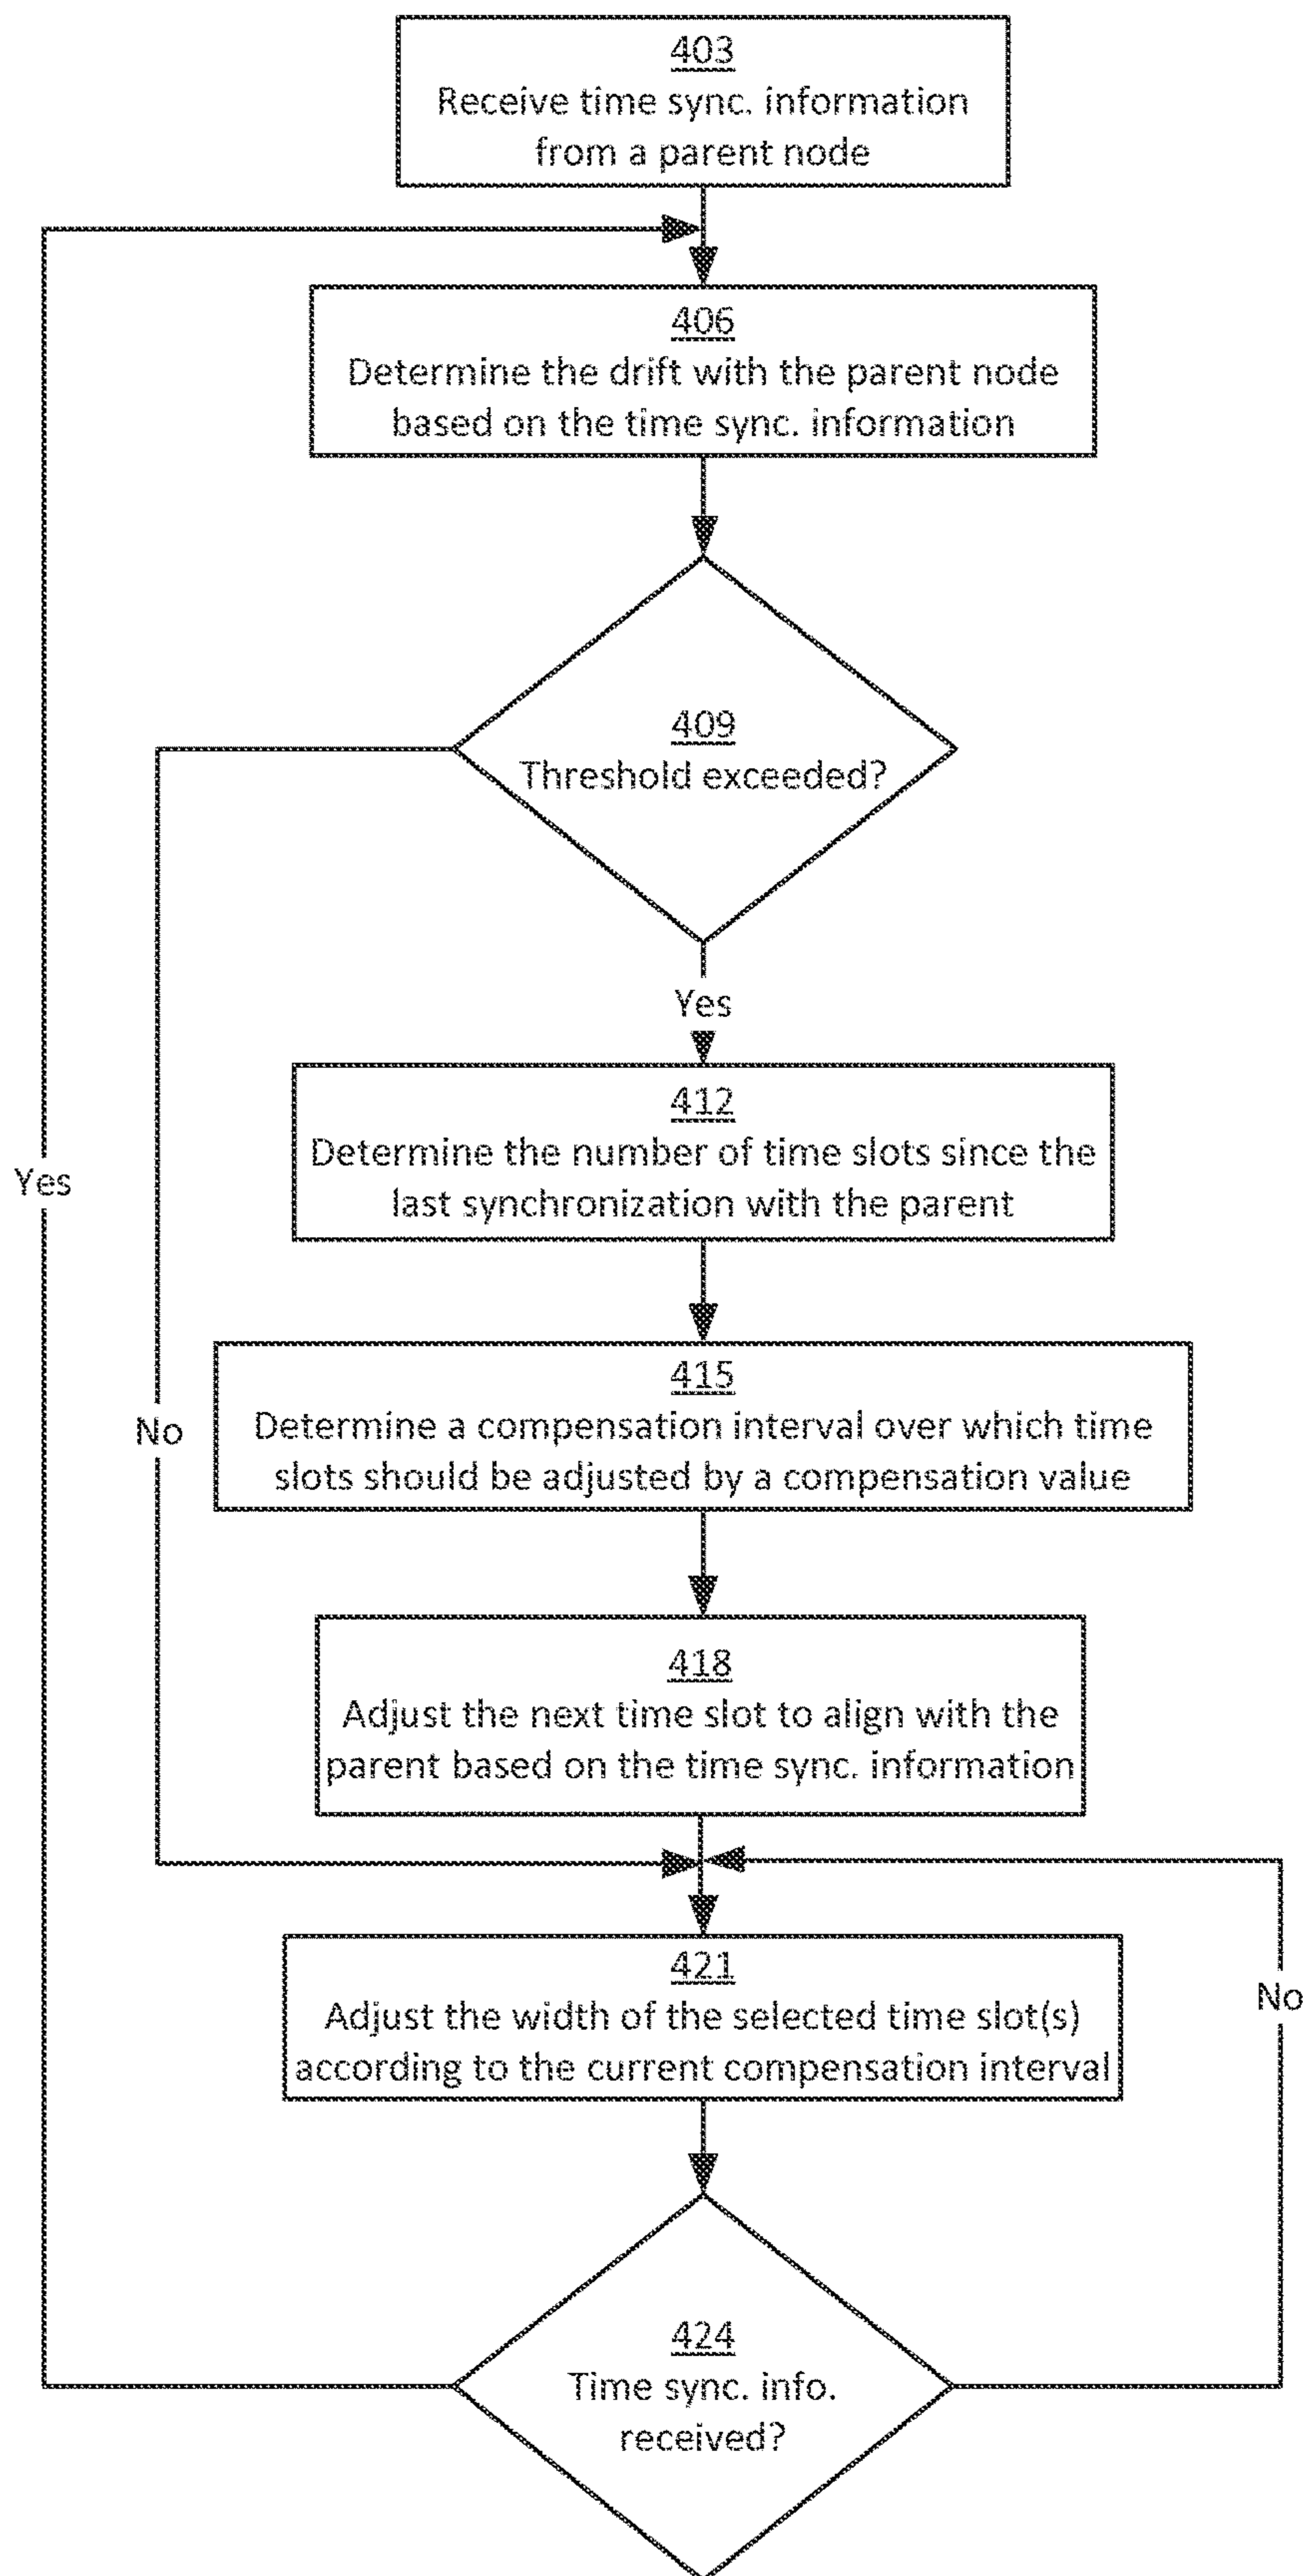 403
Receive time sync. information
from a parent node
406
Determine the drift with the parent node
based on the time sync. information
409
Threshold exceeded?
Yes
412
Determine the number of time slots since the
last synchronization with the parent
Yes
415
Determine a compensation interval over which time
slots should be adjusted by a compensation value
No
418
Adjust the next time slot to align with the
parent based on the time sync. information
421
Adjust the width of the selected time slot(s)
according to the current compensation interval
No
424
Time sync. info.
received?